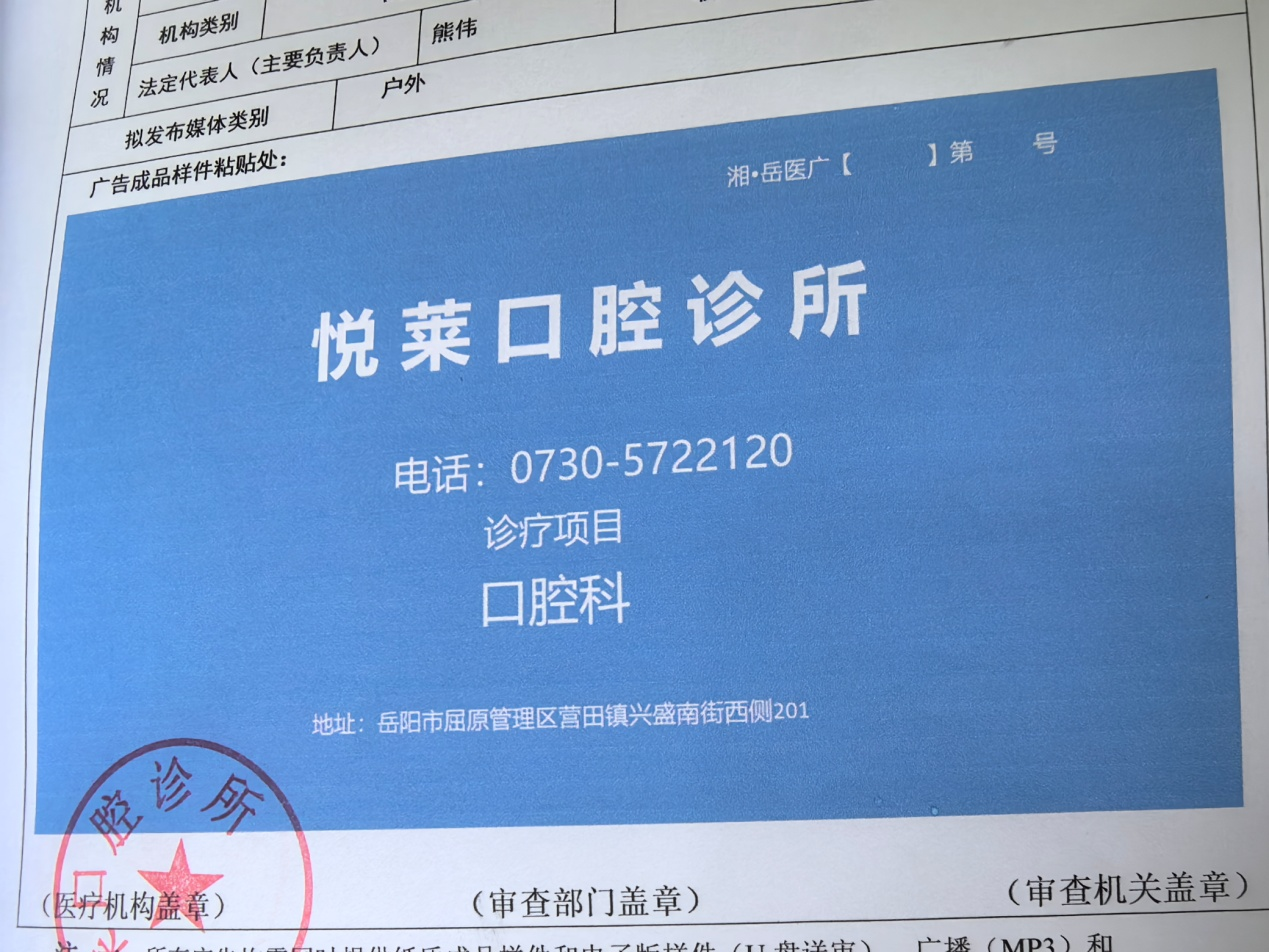 机构情况
机构类别
法定代表人（主要负责人）
熊伟
拟发布媒体类别
户外
广告成品样件粘贴处：
湘•岳医广【　　　】第　　号
悦莱口腔诊所
电话：0730-5722120
诊疗项目
口腔科
地址：岳阳市屈原管理区营田镇兴盛南街西侧201
口腔诊所
（医疗机构盖章）
（审查部门盖章）
（审查机关盖章）